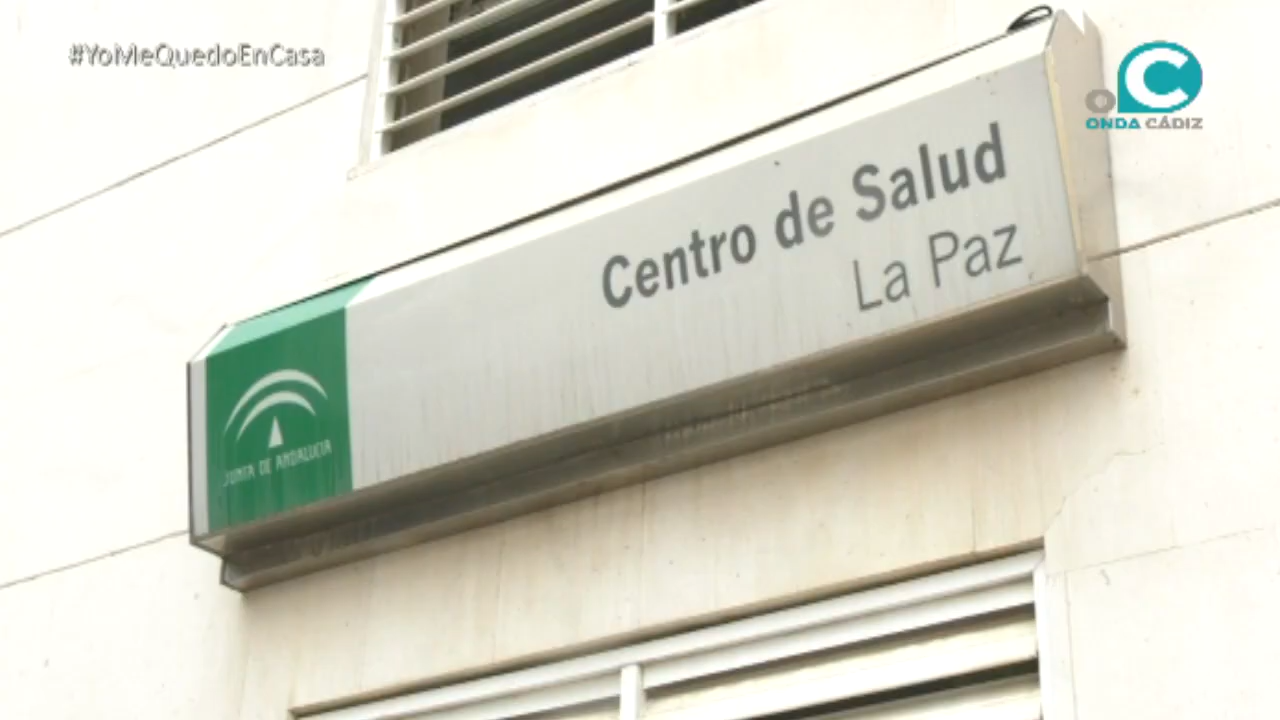 #YoMeQuedoEnCasa
C
ONDA CÁDIZ
Centro de Salud
La Paz
JUNTA DE ANDALUCIA